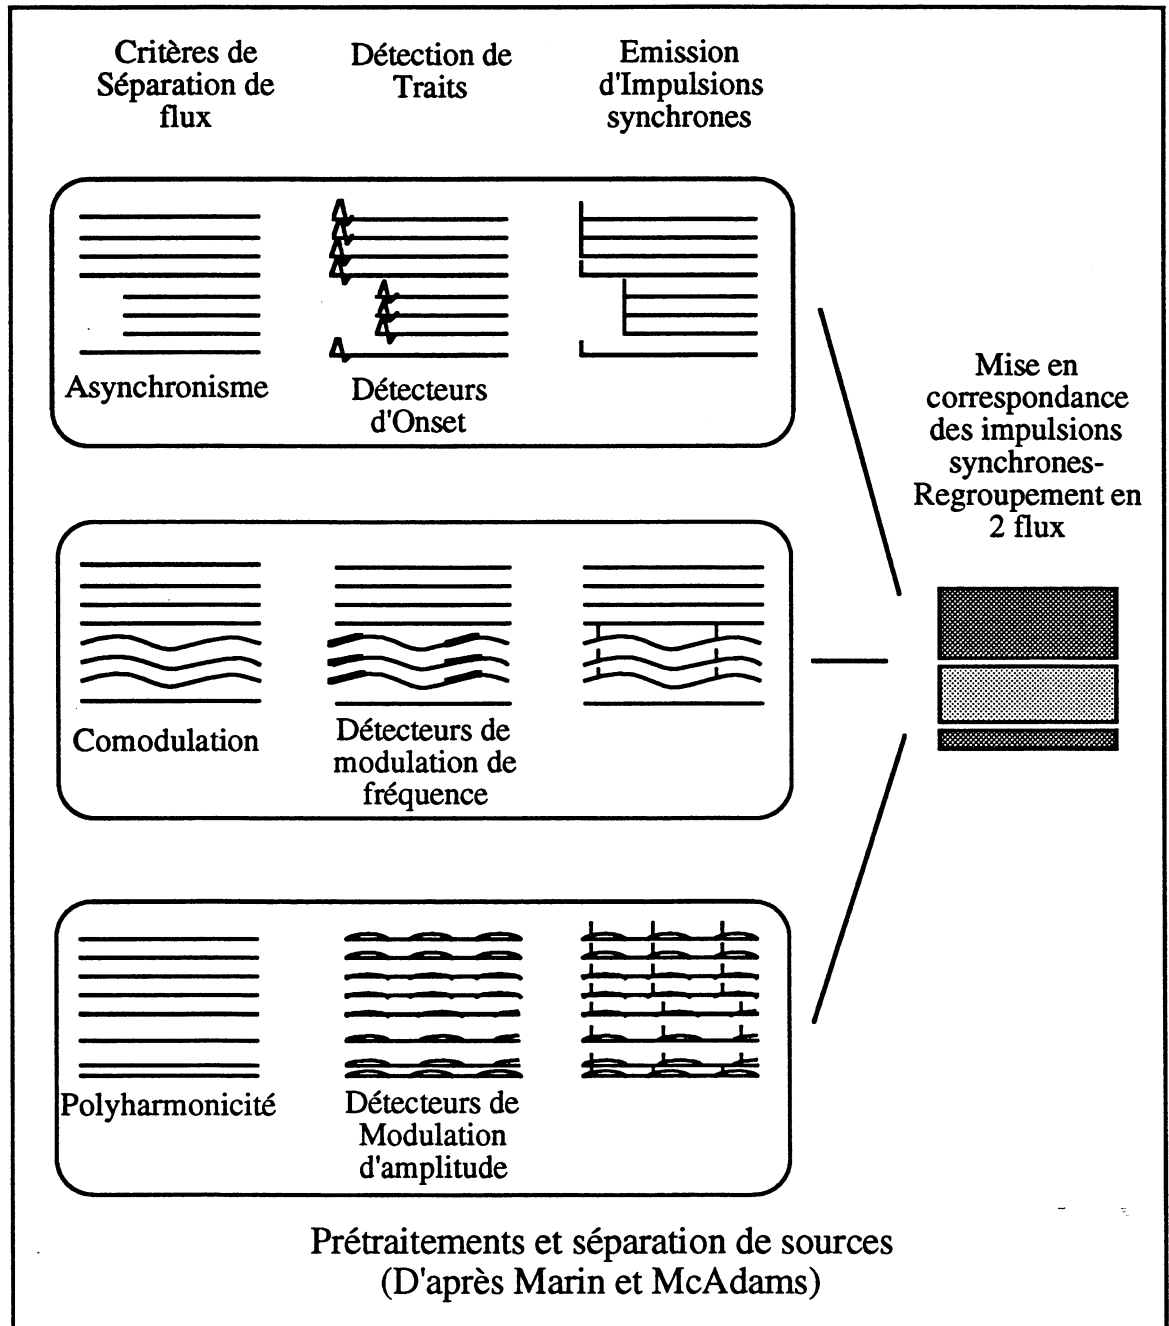 Critères de
Séparation de
flux
Détection de
Traits
Emission
d'Impulsions
synchrones
Asynchronisme
Détecteurs
d'Onset
Mise en
correspondance
des impulsions
synchrones-
Regroupement en
2 flux
Comodulation
Détecteurs de
modulation de
fréquence
Polyharmonicité
Détecteurs de
Modulation
d'amplitude
Prétraitements et séparation de sources
(D'après Marin et McAdams)